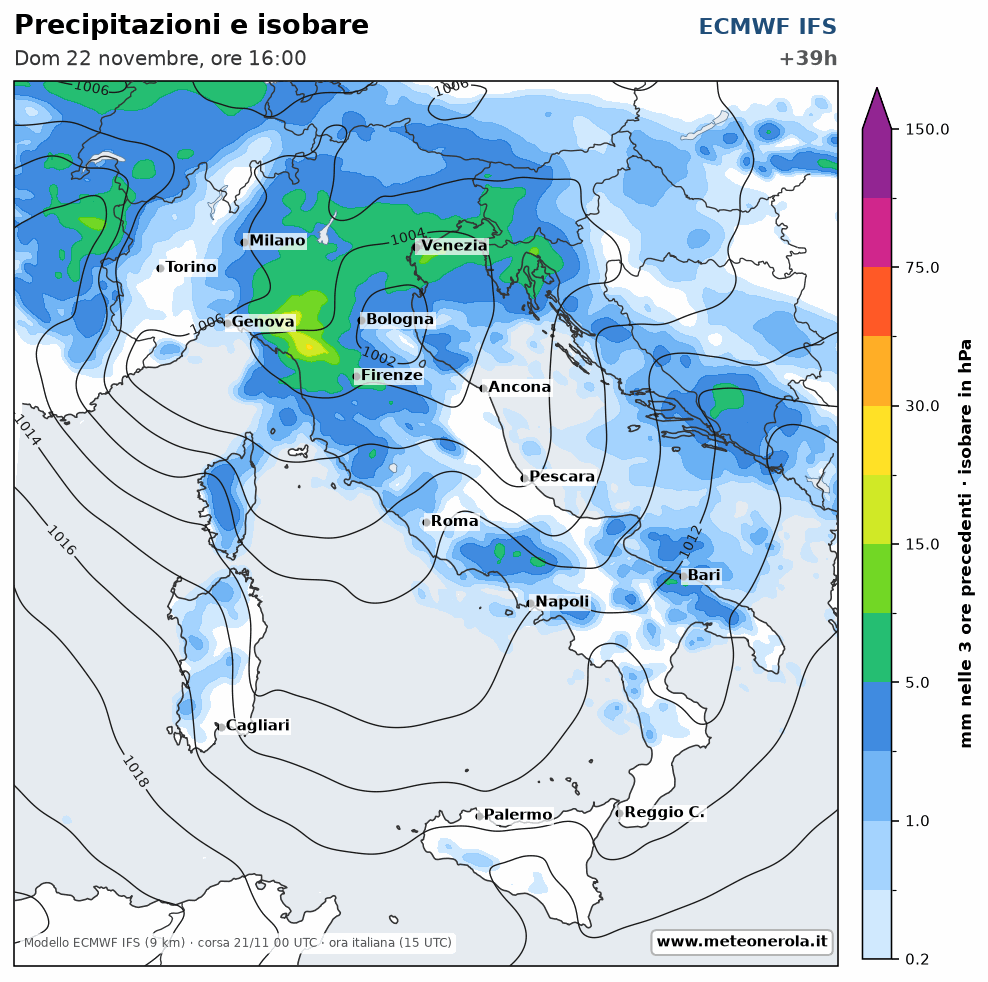 Precipitazioni e isobare
ECMWF IFS
Dom 22 novembre, ore 16:00
+39h
1006
1006
150.0
Milano
1004
Venezia
Torino
75.0
1006
Genova
Bologna
1002
Firenze
Ancona
30.0
1014
Pescara
Roma
1016
1012
15.0
Bari
Napoli
5.0
Cagliari
1018
Palermo
Reggio C.
1.0
0.2
mm nelle 3 ore precedenti · isobare in hPa
Modello ECMWF IFS (9 km) · corsa 21/11 00 UTC · ora italiana (15 UTC)
www.meteonerola.it